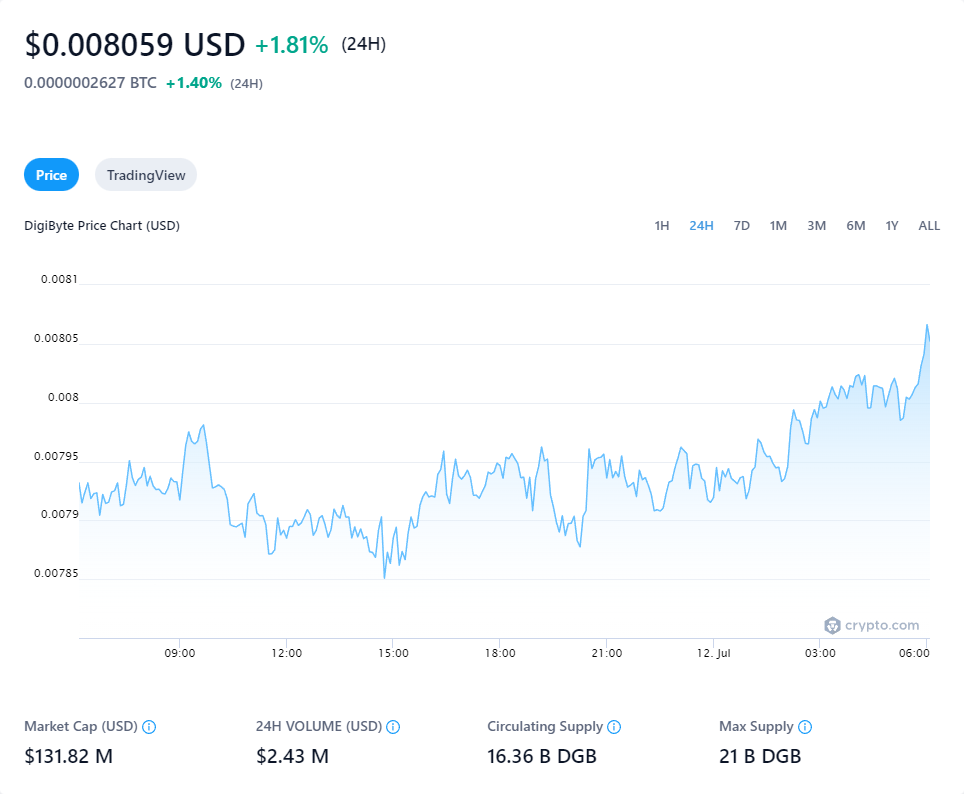 $0.008059 USD +1.81% (24H)
0.0000002627 BTC +1.40% (24H)
Price TradingView
DigiByte Price Chart (USD) 1H 24H 7D 1M 3M 6M 1Y ALL
0.0081
0.00805
0.008
0.00795
0.0079
0.00785
crypto.com
09:00 12:00 15:00 18:00 21:00 12. Jul 03:00 06:00
Market Cap (USD) 24H VOLUME (USD) Circulating Supply Max Supply
$131.82 M $2.43 M 16.36 B DGB 21 B DGB